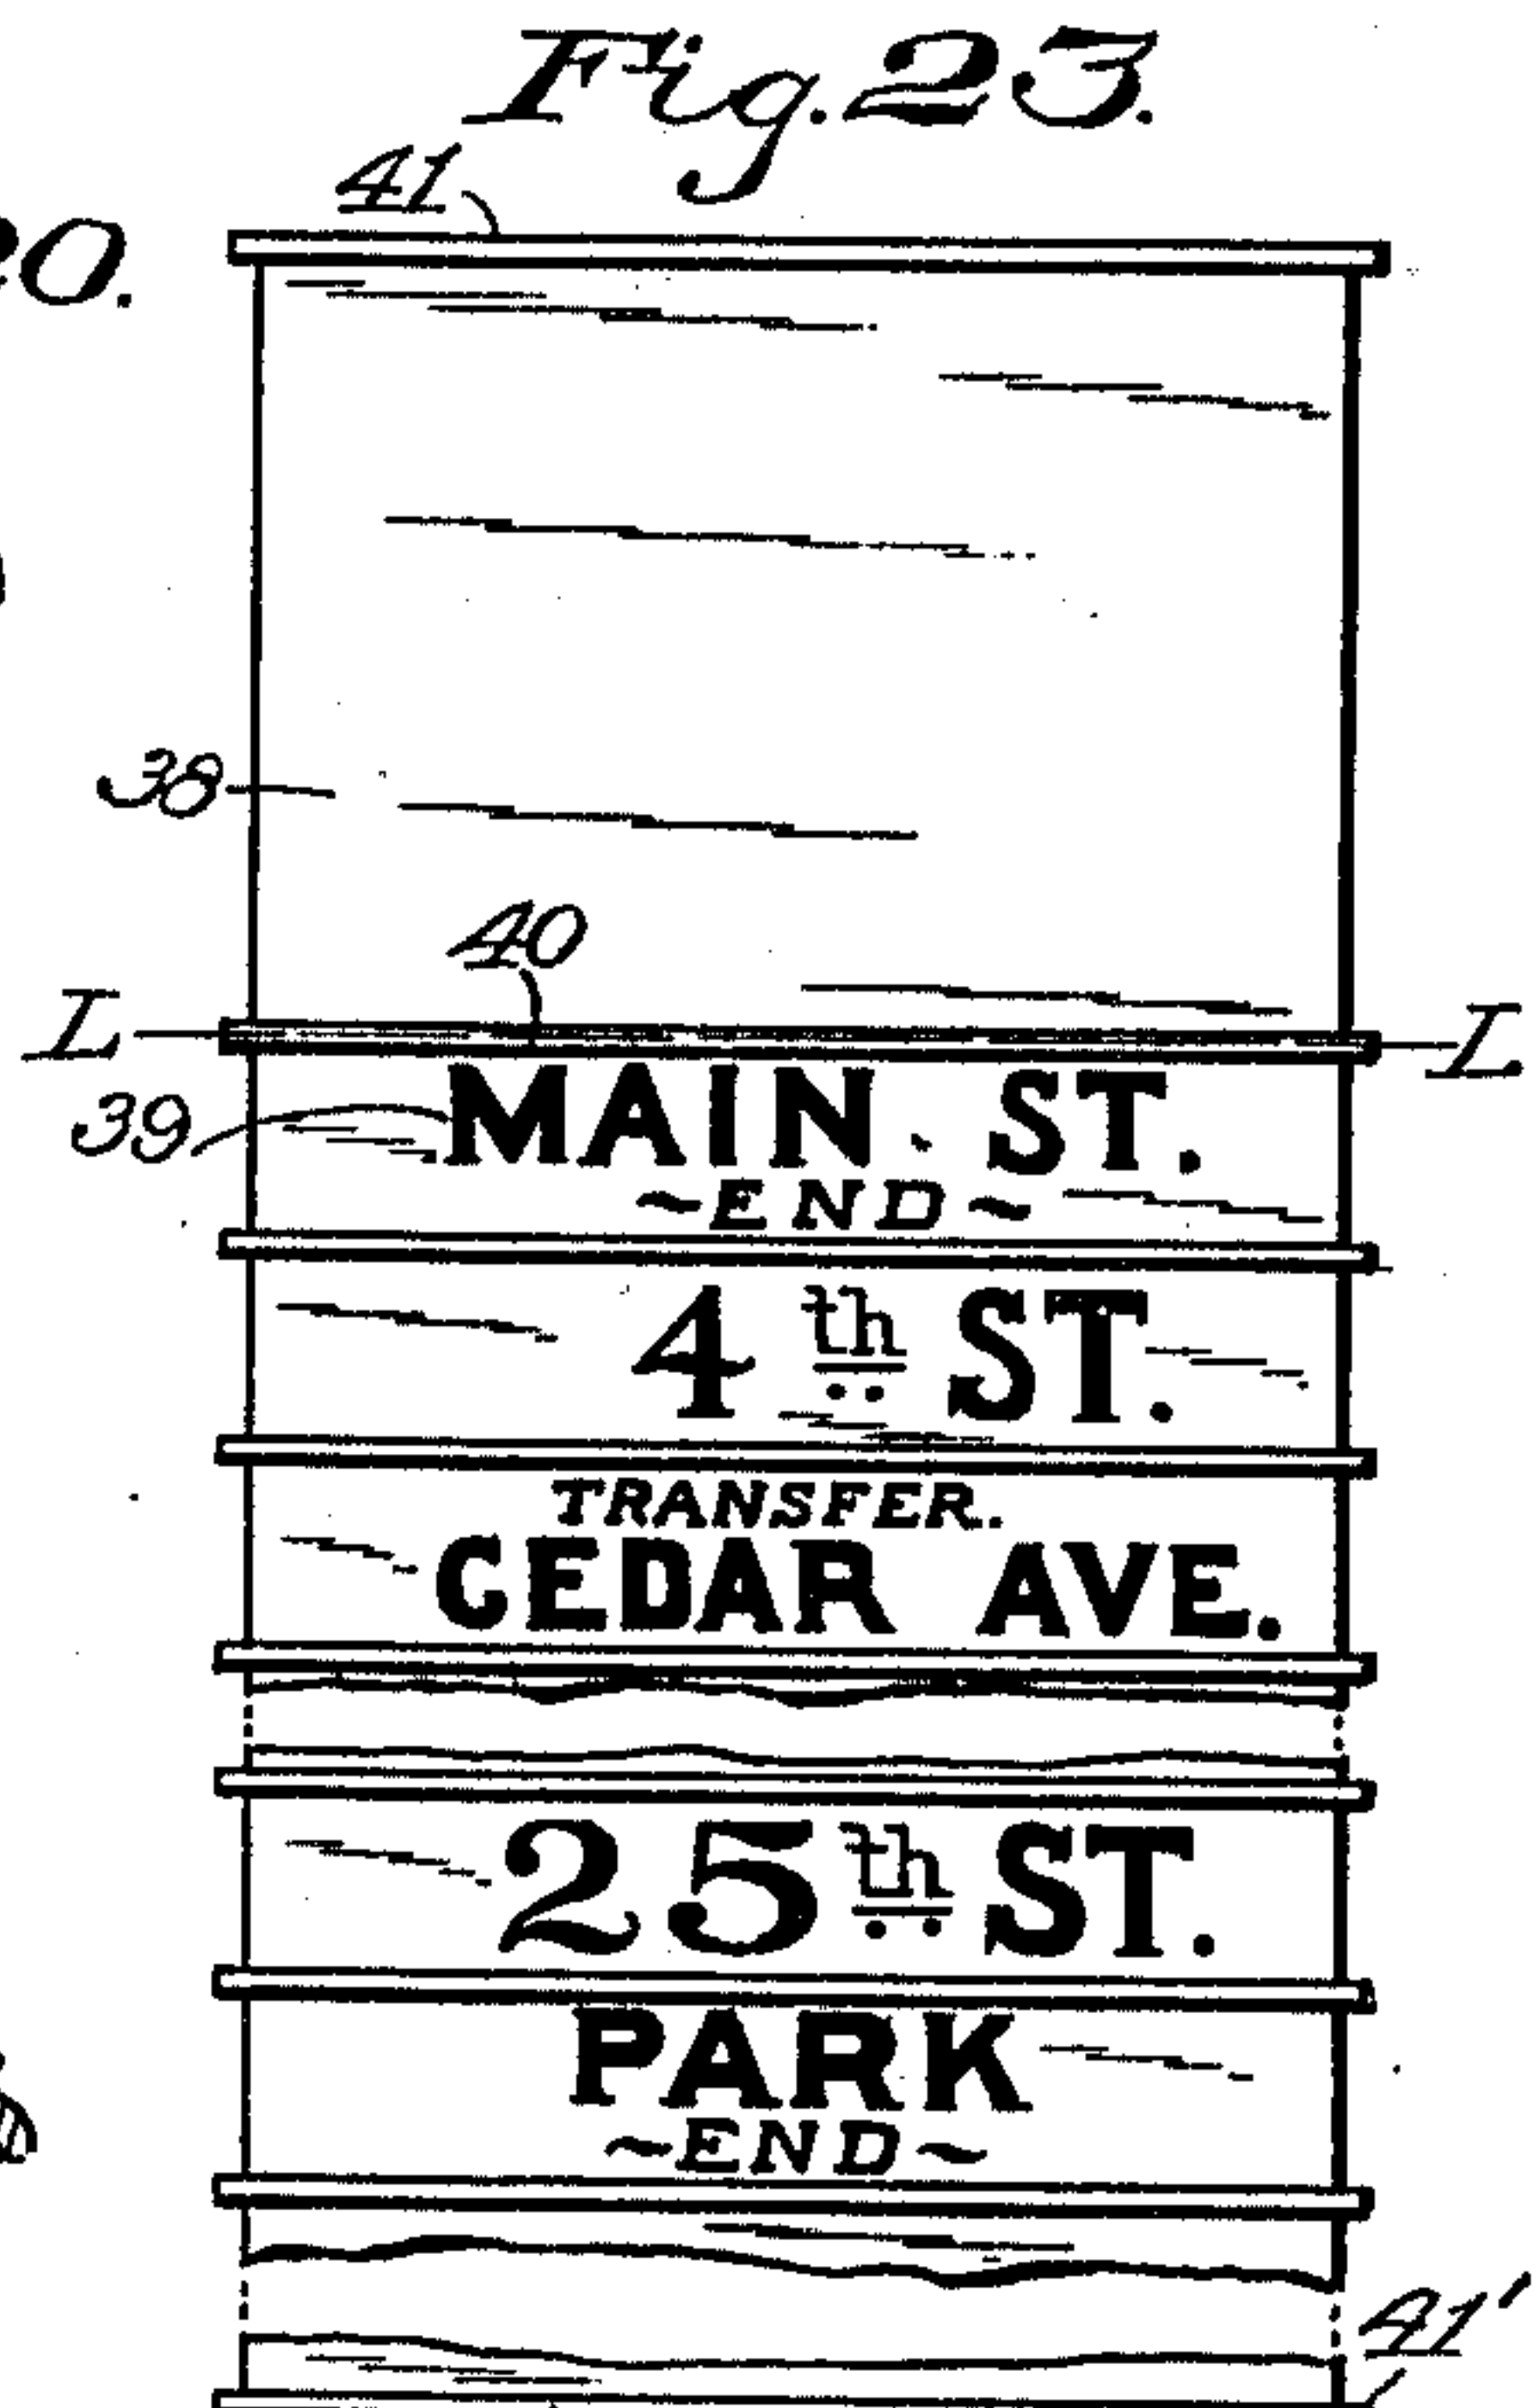 Fig. 23.
41
0.
38
40
L L
39
MAIN. ST.
~END~
4th ST.
TRANSFER.
CEDAR AVE.
25th ST.
PARK
~END~
41'